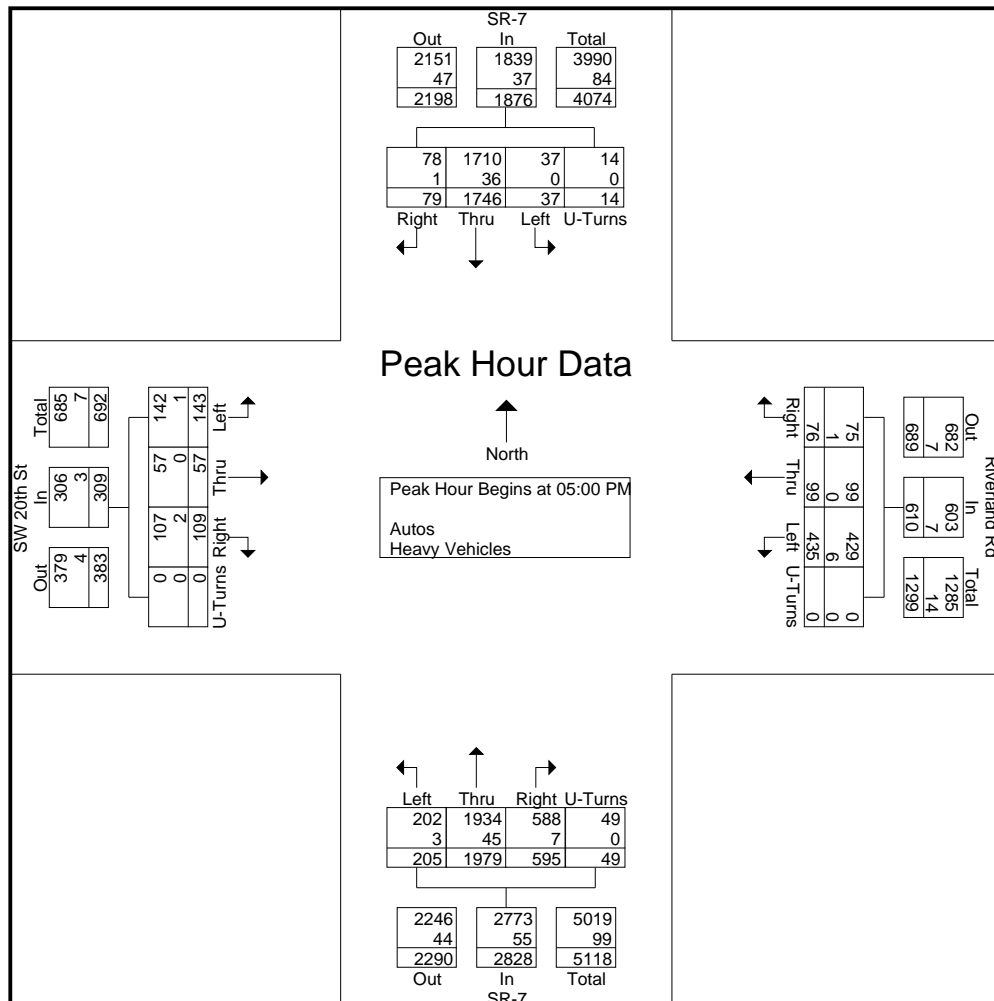 SR-7
Out In Total
2151 1839 3990
47 37 84
2198 1876 4074
78 1710 37 14
1 36 0 0
79 1746 37 14
Right Thru Left U-Turns
Peak Hour Data
North
Peak Hour Begins at 05:00 PM
Autos
Heavy Vehicles
SW 20th St
Total In Out
685 306 379
7 3 4
692 309 383
142 57 107 0
1 0 2 0
143 57 109 0
Left Thru Right U-Turns
Right Thru Left U-Turns
76 99 435 0
1 0 6 0
75 99 429 0
Out In Total
689 610 1299
7 7 14
682 603 1285
Riverland Rd
Left Thru Right U-Turns
202 1934 588 49
3 45 7 0
205 1979 595 49
2246 2773 5019
44 55 99
2290 2828 5118
Out In Total
SR-7